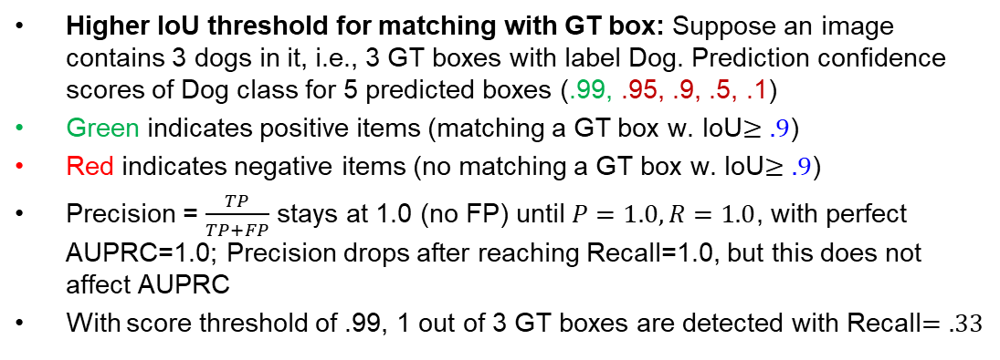 • Higher IoU threshold for matching with GT box: Suppose an image
contains 3 dogs in it, i.e., 3 GT boxes with label Dog. Prediction confidence
scores of Dog class for 5 predicted boxes (.99, .95, .9, .5, .1)
• Green indicates positive items (matching a GT box w. IoU≥ .9)
• Red indicates negative items (no matching a GT box w. IoU≥ .9)
• Precision = TP/(TP+FP) stays at 1.0 (no FP) until P = 1.0, R = 1.0, with perfect
AUPRC=1.0; Precision drops after reaching Recall=1.0, but this does not
affect AUPRC
• With score threshold of .99, 1 out of 3 GT boxes are detected with Recall= .33